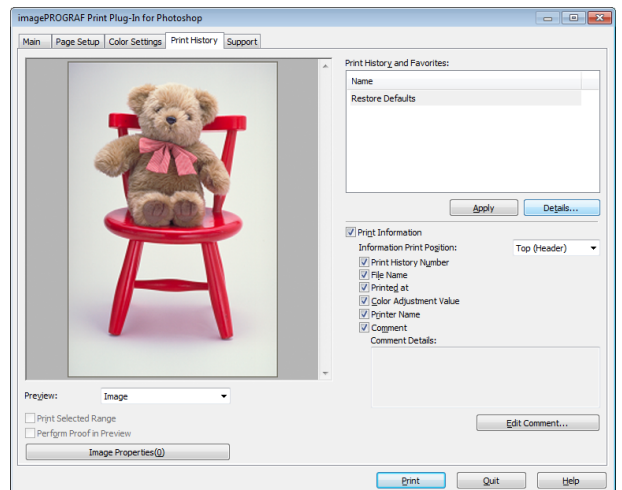 imagePROGRAF Print Plug-In for Photoshop
Main Page Setup Color Settings Print History Support
Print History and Favorites:
Name
Restore Defaults
Apply Details...
Print Information
Information Print Position: Top (Header)
Print History Number
File Name
Printed at
Color Adjustment Value
Printer Name
Comment
Comment Details:
Edit Comment...
Preview: Image
Print Selected Range
Perform Proof in Preview
Image Properties(0)
Print Quit Help